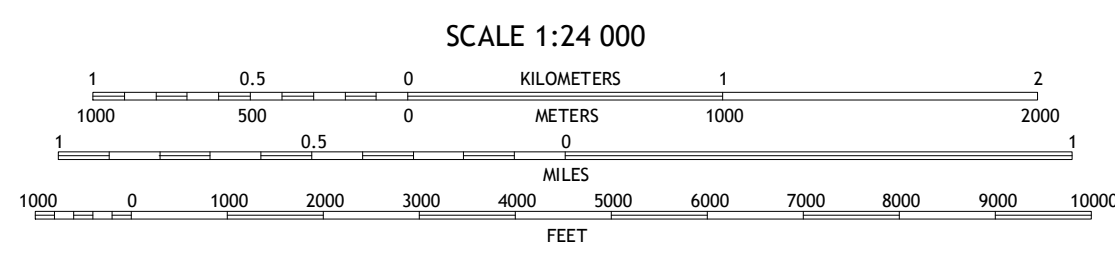 SCALE 1:24 000
1 0.5 0 KILOMETERS 1 2
1000 500 0 METERS 1000 2000
1 0.5 0 1
MILES
1000 0 1000 2000 3000 4000 5000 6000 7000 8000 9000 10000
FEET